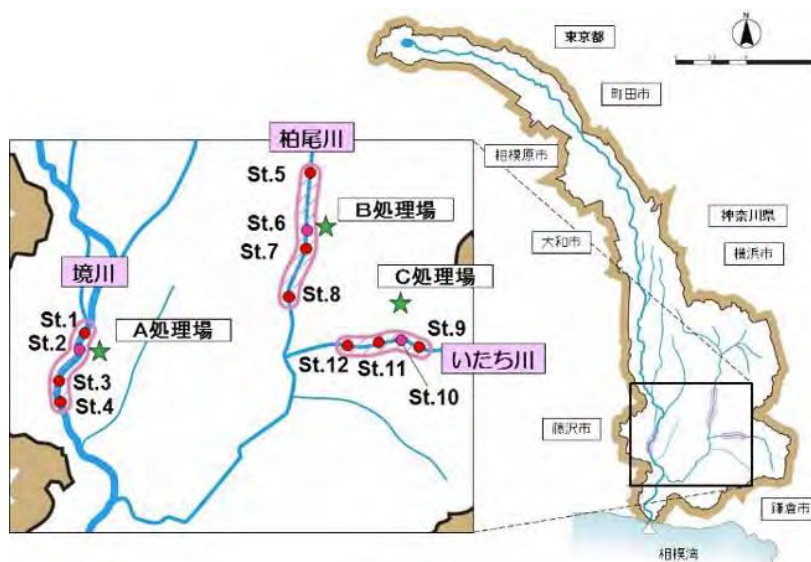 柏尾川
St.5
St.6
B処理場
St.7
境川
C処理場
St.8
St.1
A処理場
St.2
St.9
St.12
St.11
いたち川
St.3
St.10
St.4
N
東京都
町田市
相模原市
神奈川県
大和市
横浜市
藤沢市
鎌倉市
相模湾